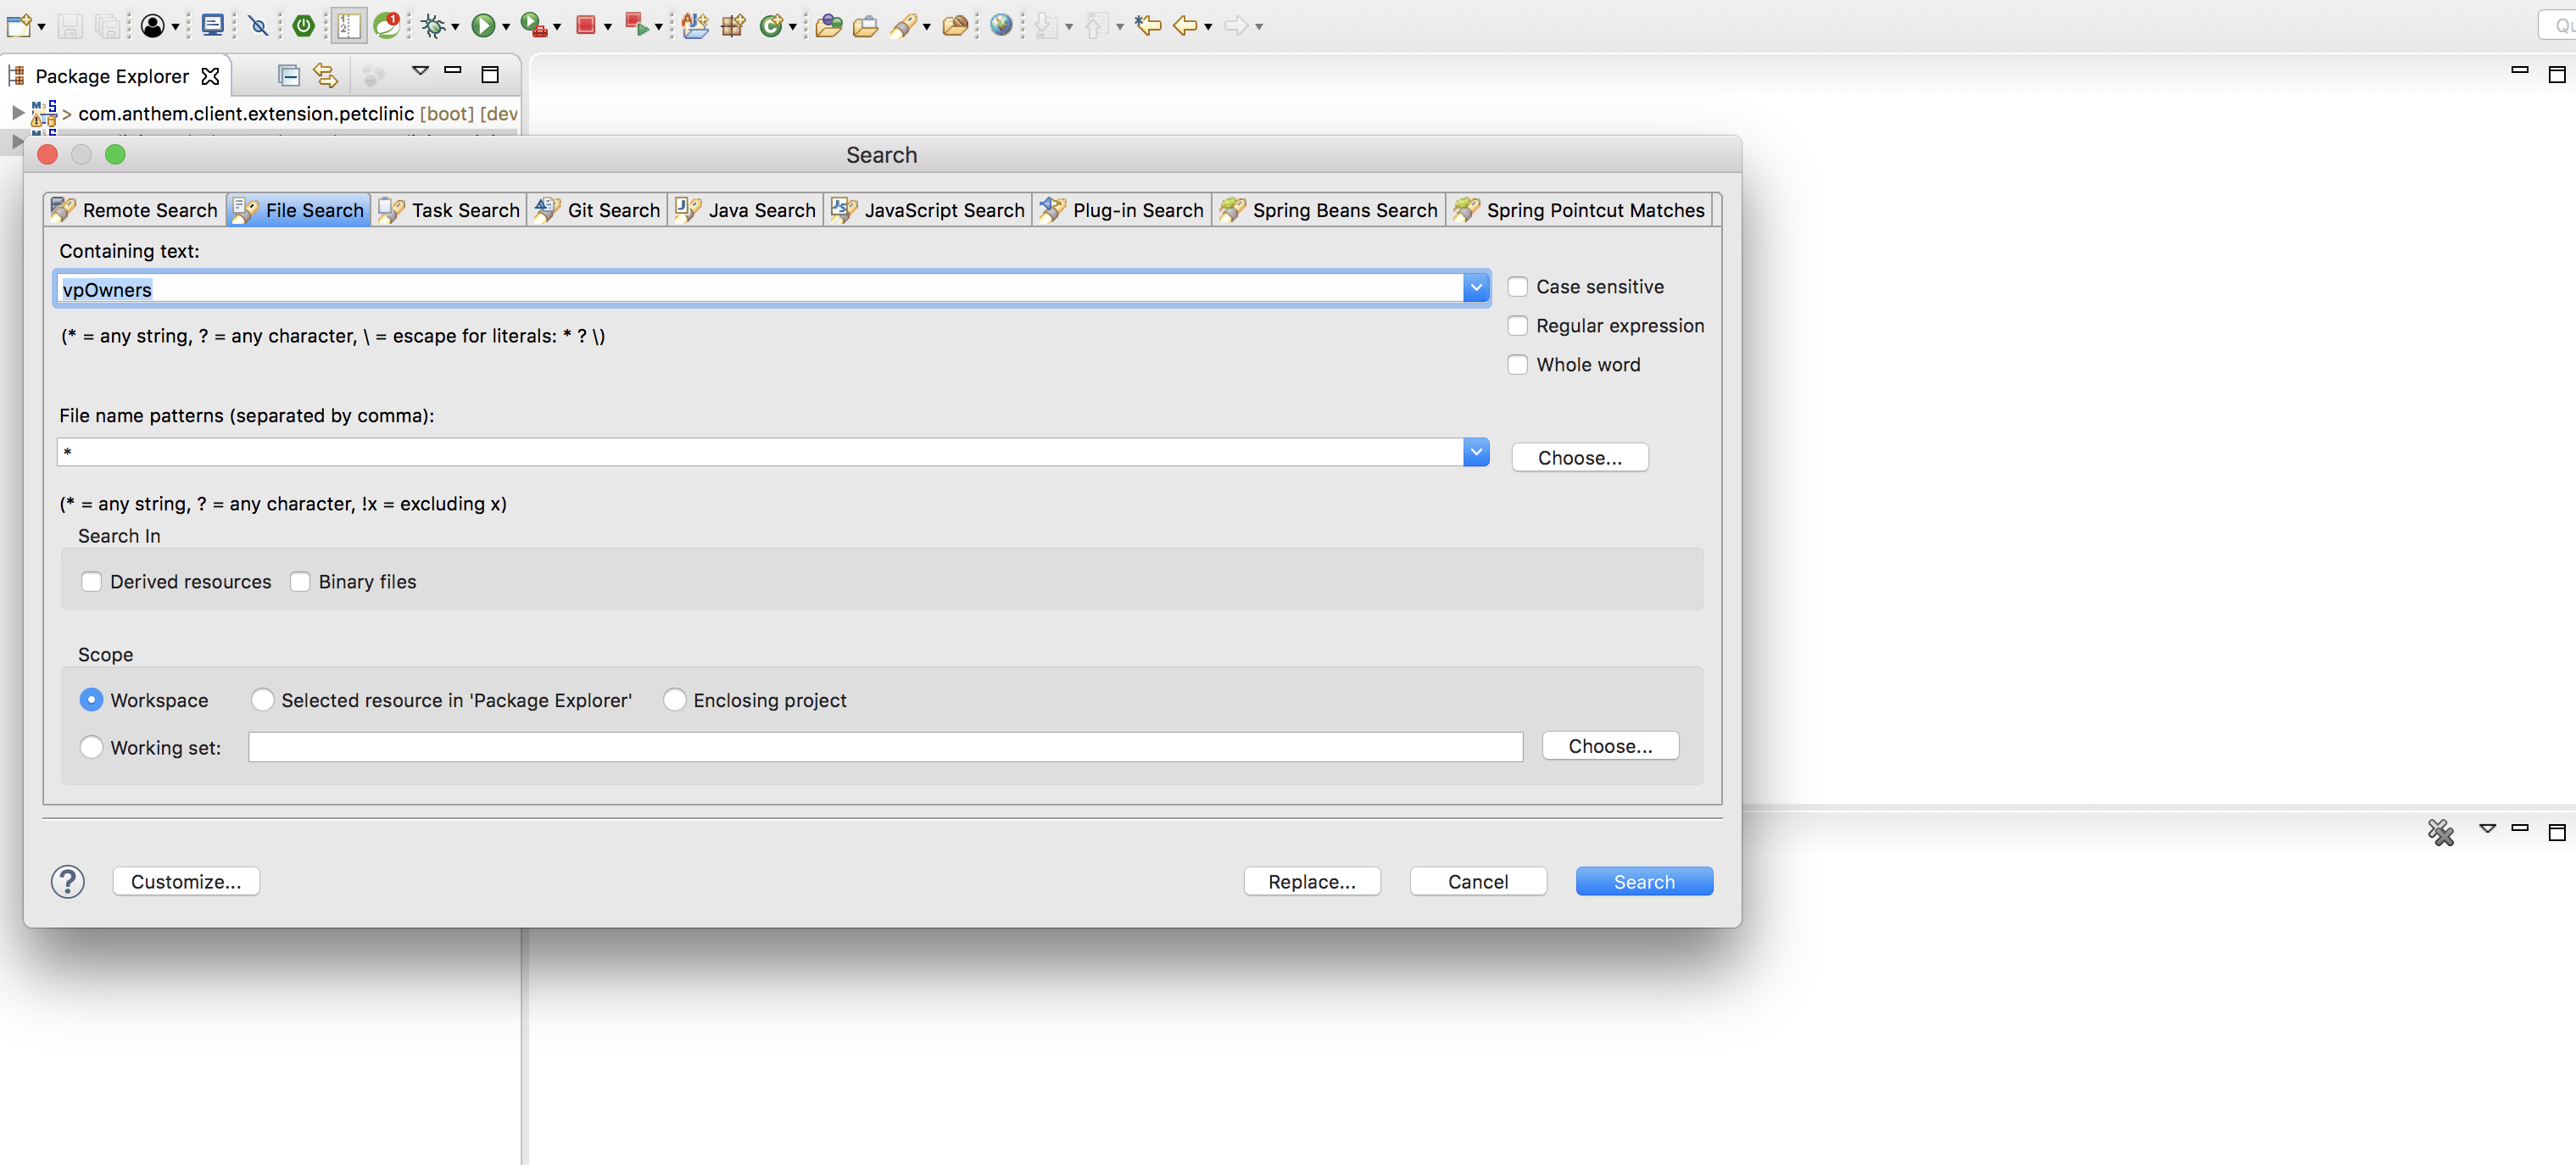 Qu
Package Explorer
> com.anthem.client.extension.petclinic [boot] [dev
Search
Remote Search File Search Task Search Git Search Java Search JavaScript Search Plug-in Search Spring Beans Search Spring Pointcut Matches
Containing text:
vpOwners
Case sensitive
(* = any string, ? = any character, \ = escape for literals: * ? \)
Regular expression
Whole word
File name patterns (separated by comma):
*
Choose...
(* = any string, ? = any character, !x = excluding x)
Search In
Derived resources Binary files
Scope
Workspace Selected resource in 'Package Explorer' Enclosing project
Working set: Choose...
? Customize... Replace... Cancel Search